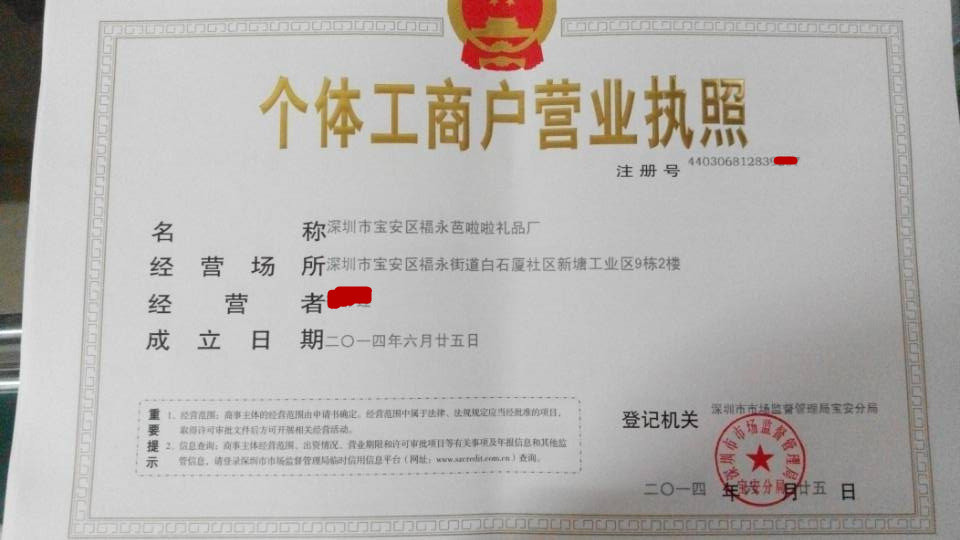 个体工商户营业执照
注册号 440306812839
名称 深圳市宝安区福永芭啦啦礼品厂
经营场所 深圳市宝安区福永街道白石厦社区新塘工业区9栋2楼
经营者
成立日期 二〇一四年六月廿五日
重要提示
1、经营范围：商事主体的经营范围由申请书确定。经营范围中属于法律、法规规定应当经批准的项目，
取得许可审批文件后方可开展相关经营活动。
2、信息查询：商事主体经营范围、出资情况、营业期限和许可审批项目等有关事项及年报信息和其他监
管信息，请登录深圳市市场监督管理局临时信用信息平台（网址：www.szcredit.com.cn）查询。
登记机关 深圳市市场监督管理局宝安分局
深圳市市场监督管理局
宝安分局
二〇一四 年 六 月 廿五 日